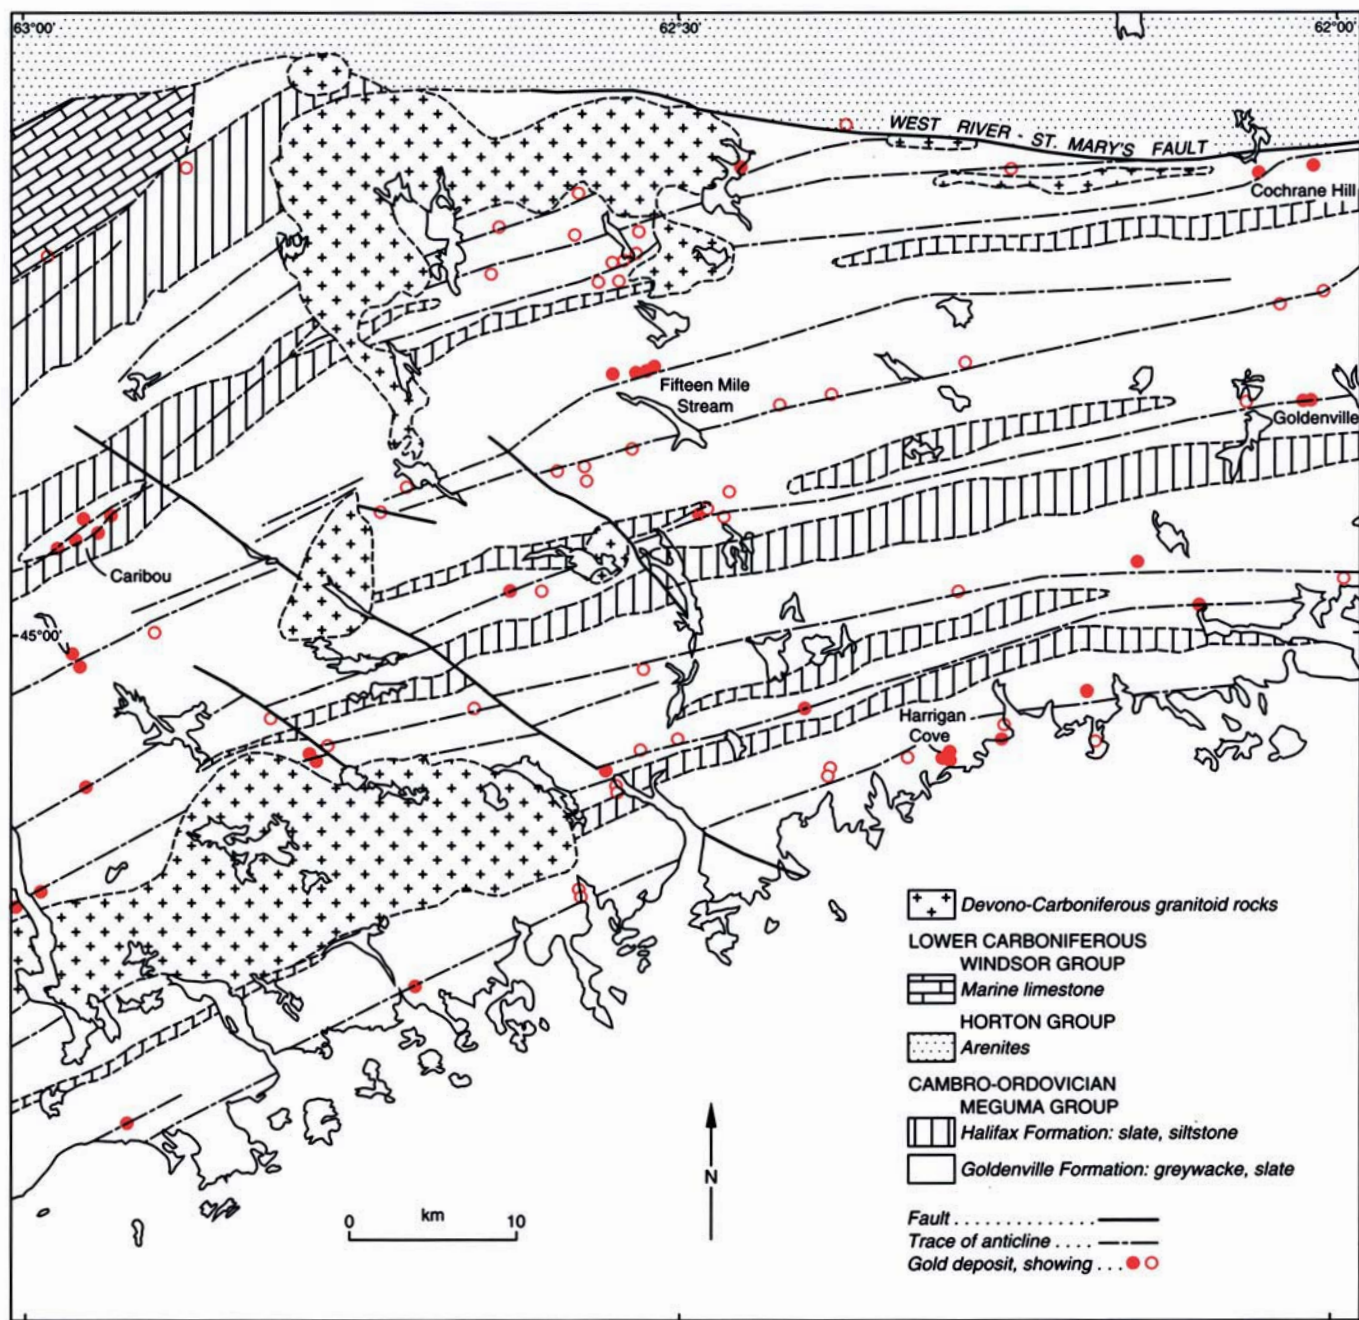 63°00'
62°30'
62°00'
WEST RIVER ST. MARY'S FAULT
Cochrane Hill
Fifteen Mile
Stream
Goldenville
Caribou
45°00'
Harrigan
Cove
Devono-Carboniferous granitoid rocks
LOWER CARBONIFEROUS
WINDSOR GROUP
Marine limestone
HORTON GROUP
Arenites
CAMBRO-ORDOVICIAN
MEGUMA GROUP
Halifax Formation: slate, siltstone
Goldenville Formation: greywacke, slate
N
0 km 10
Fault . . . . . . . . . . . . . .
Trace of anticline . . . .
Gold deposit, showing . . .